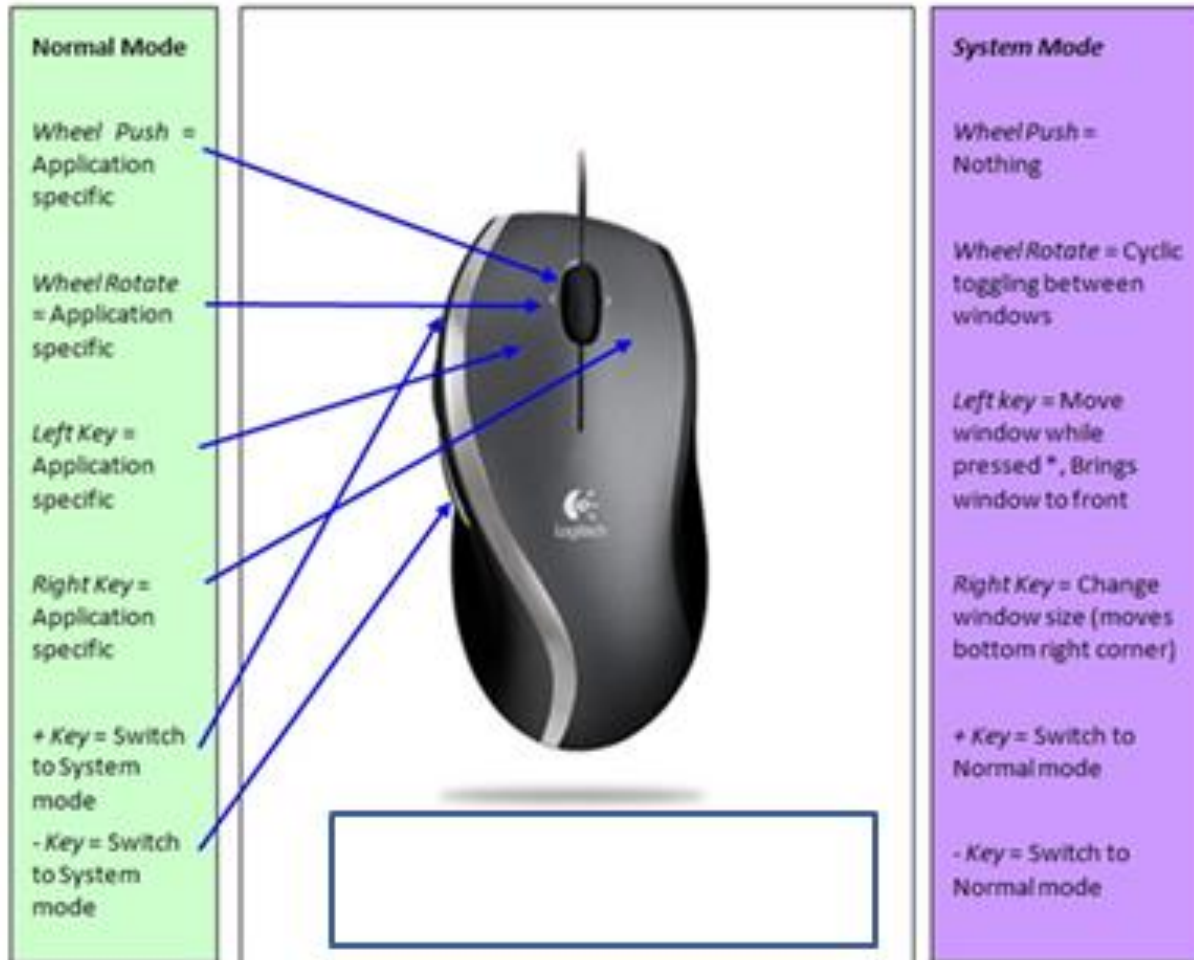 Normal Mode
Wheel Push =
Application
specific
Wheel Rotate
= Application
specific
Left Key =
Application
specific
Right Key =
Application
specific
+ Key = Switch
to System
mode
- Key = Switch
to System
mode
Logitech
System Mode
Wheel Push =
Nothing
Wheel Rotate = Cyclic
toggling between
windows
Left key = Move
window while
pressed *, Brings
window to front
Right Key = Change
window size (moves
bottom right corner)
+ Key = Switch to
Normal mode
- Key = Switch to
Normal mode